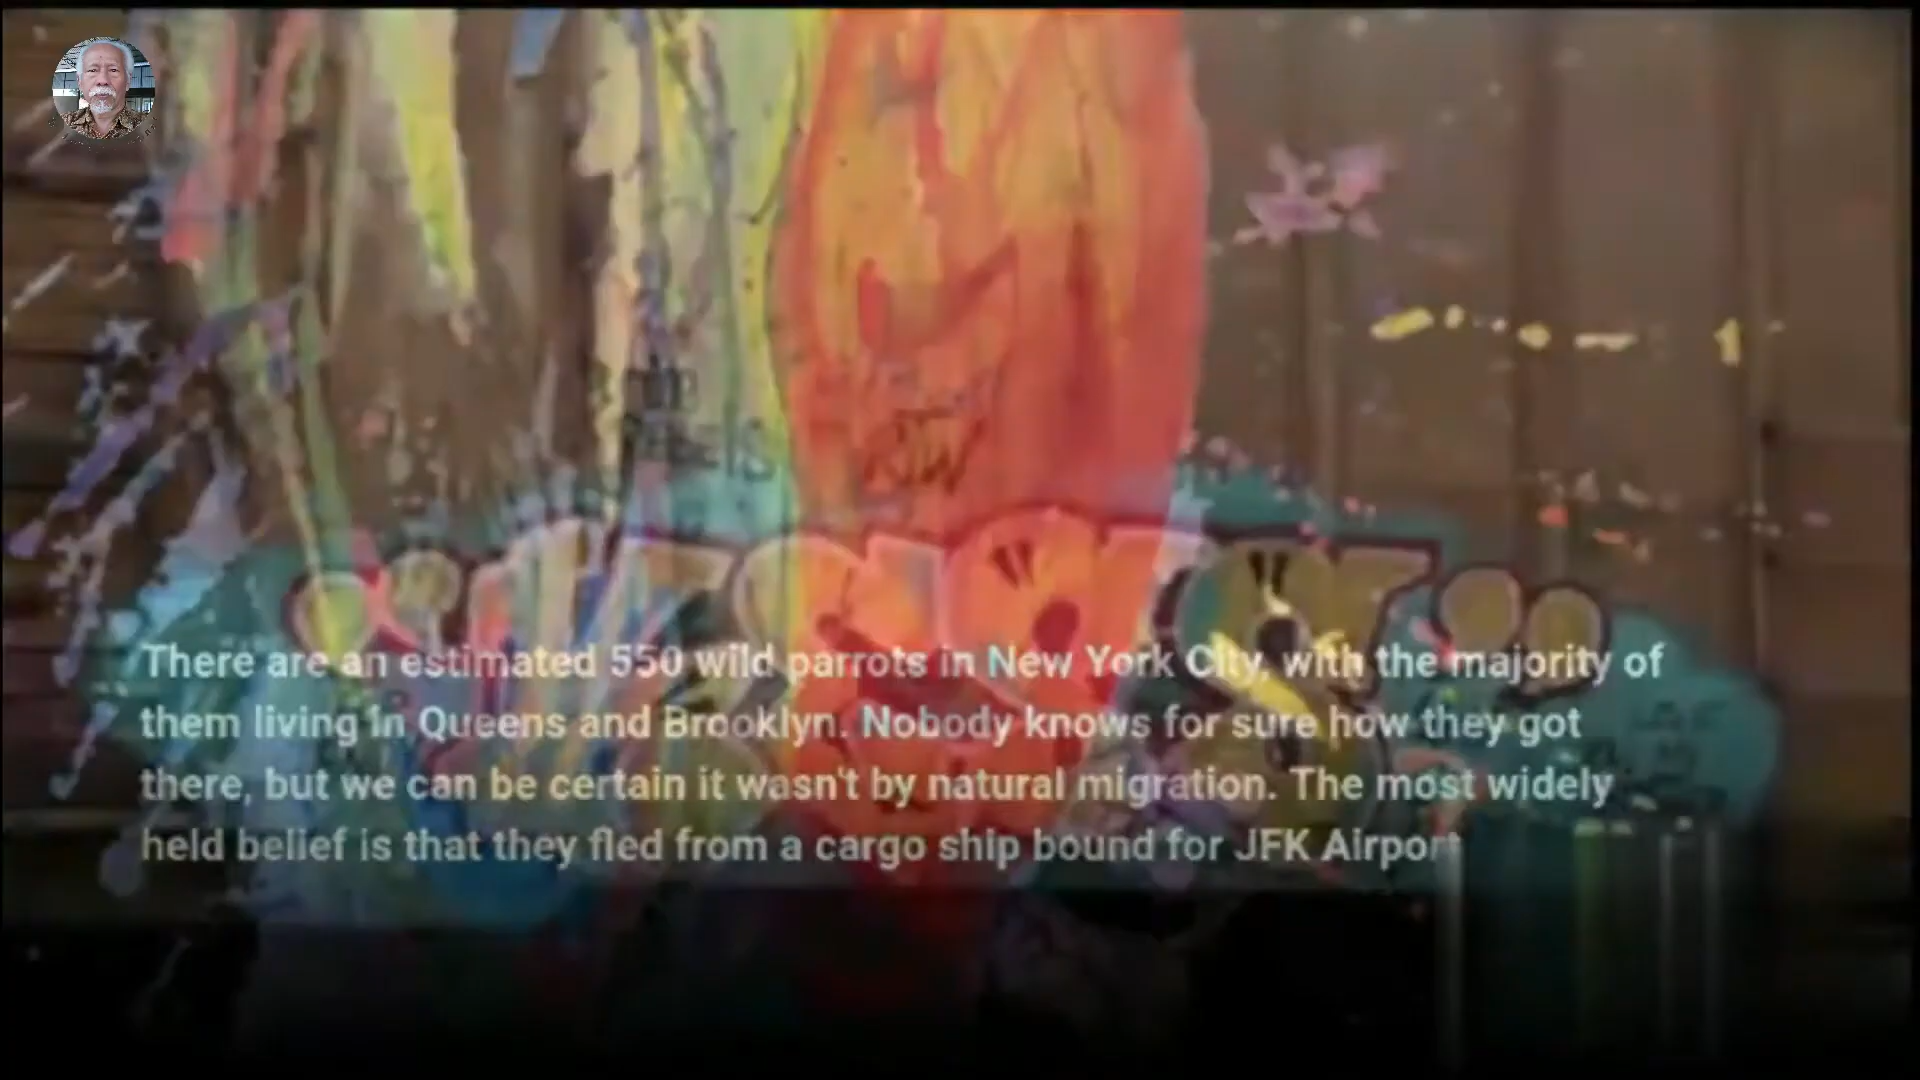 There are an estimated 550 wild parrots in New York City, with the majority of
them living in Queens and Brooklyn. Nobody knows for sure how they got
there, but we can be certain it wasn't by natural migration. The most widely
held belief is that they fled from a cargo ship bound for JFK Airport